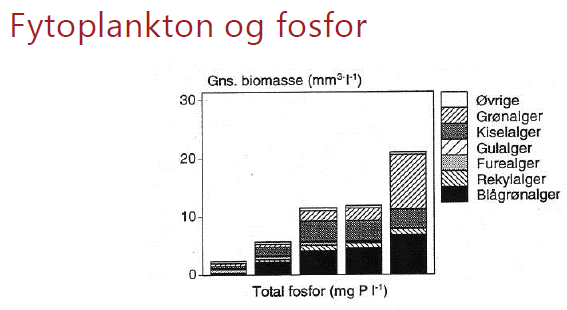 Fytoplankton og fosfor
Gns. biomasse (mm³·l⁻¹)
30
20
10
0
Øvrige
Grønalger
Kiselalger
Gulalger
Furealger
Rekylalger
Blågrønalger
Total fosfor (mg P l⁻¹)